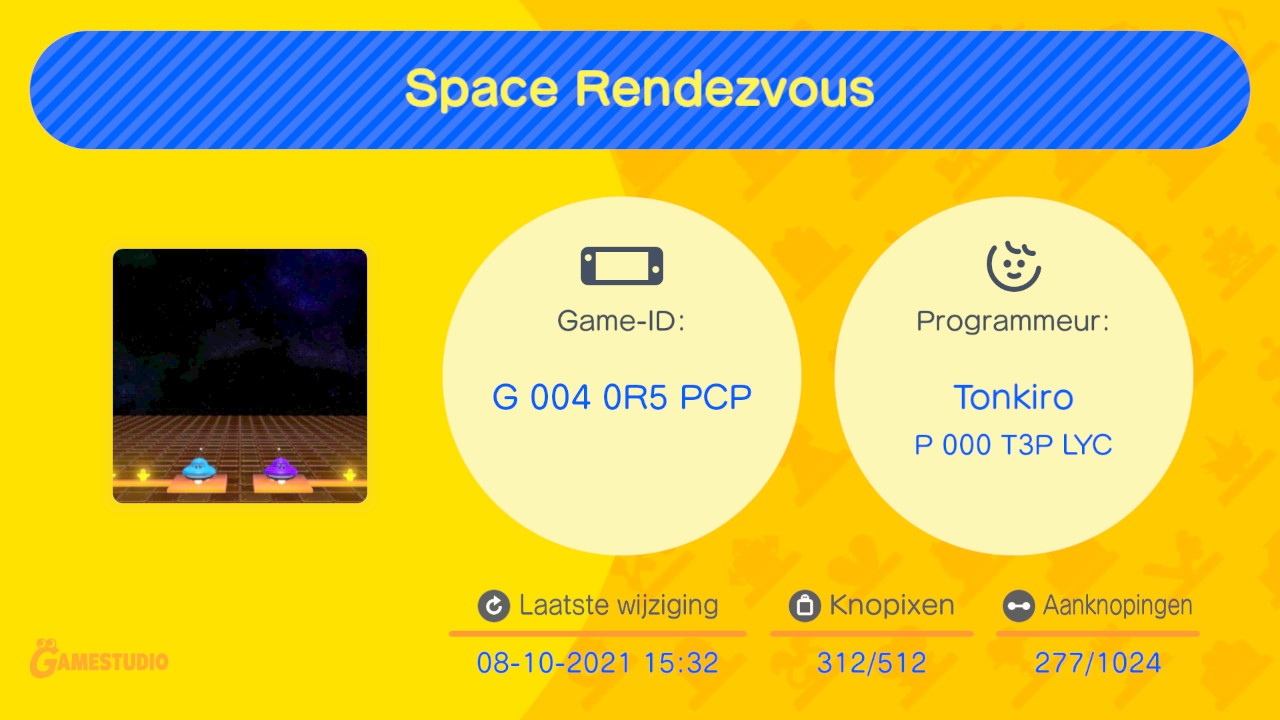 Space Rendezvous
Game-ID:
G 004 0R5 PCP
Programmeur:
Tonkiro
P 000 T3P LYC
Laatste wijziging
08-10-2021 15:32
Knopixen
312/512
Aanknopingen
277/1024
GAMESTUDIO